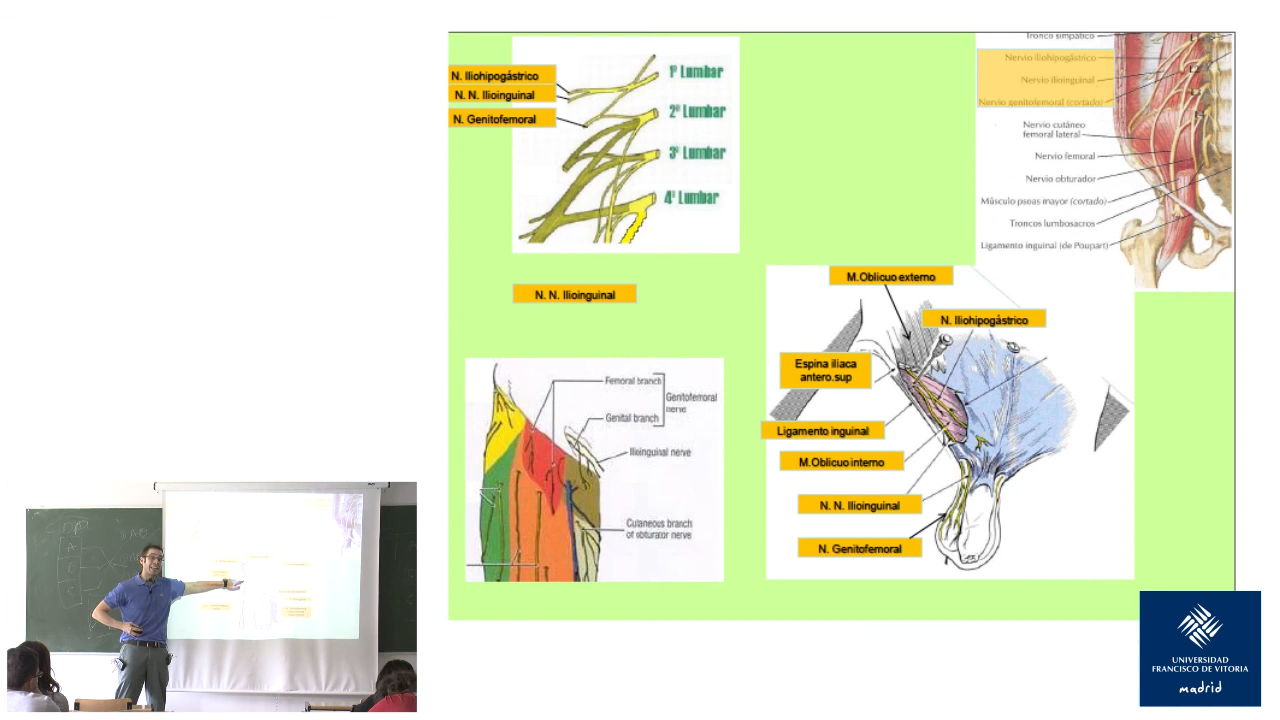 N. Iliohipogástrico
N. N. Ilioinguinal
N. Genitofemoral
1º Lumbar
2º Lumbar
3º Lumbar
4º Lumbar
Tronco simpático
Nervio iliohipogástrico
Nervio ilioinguinal
Nervio genitofemoral (cortado)
Nervio cutáneo
femoral lateral
Nervio femoral
Nervio obturador
Músculo psoas mayor (cortado)
Troncos lumbosacros
Ligamento inguinal (de Poupart)
N. N. Ilioinguinal
Femoral branch
Genitofemoral
nerve
Genital branch
Ilioinguinal nerve
Cutaneous branch
of obturator nerve
M.Oblicuo externo
N. Iliohipogástrico
Espina iliaca
antero.sup
Ligamento inguinal
M.Oblicuo interno
N. N. Ilioinguinal
N. Genitofemoral
UNIVERSIDAD
FRANCISCO DE VITORIA
madrid